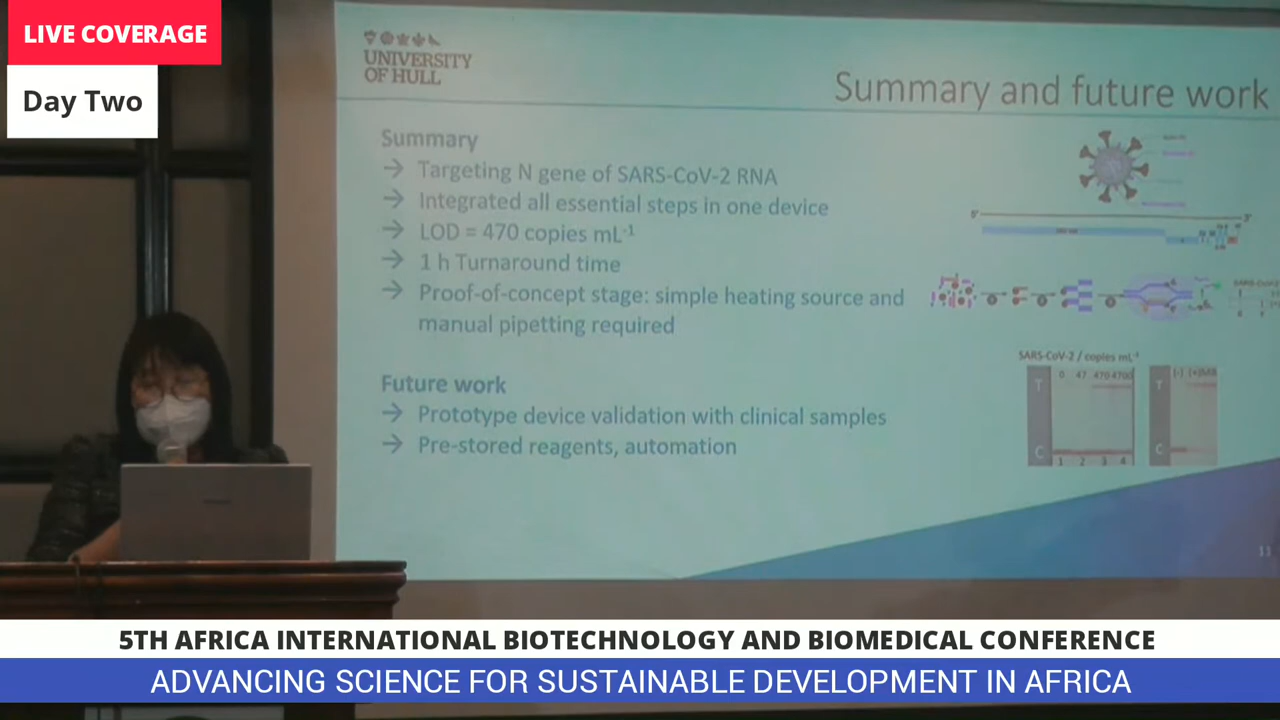 LIVE COVERAGE
Day Two
UNIVERSITY
OF HULL
Summary and future work
Summary
→ Targeting N gene of SARS-CoV-2 RNA
→ Integrated all essential steps in one device
→ LOD = 470 copies mL⁻¹
→ 1 h Turnaround time
→ Proof-of-concept stage: simple heating source and
manual pipetting required
Future work
→ Prototype device validation with clinical samples
→ Pre-stored reagents, automation
5'
3'
SARS-CoV-2 / copies mL⁻¹
0 47 470 4700
T
C
1 2 3 4
T
C
11
5TH AFRICA INTERNATIONAL BIOTECHNOLOGY AND BIOMEDICAL CONFERENCE
ADVANCING SCIENCE FOR SUSTAINABLE DEVELOPMENT IN AFRICA